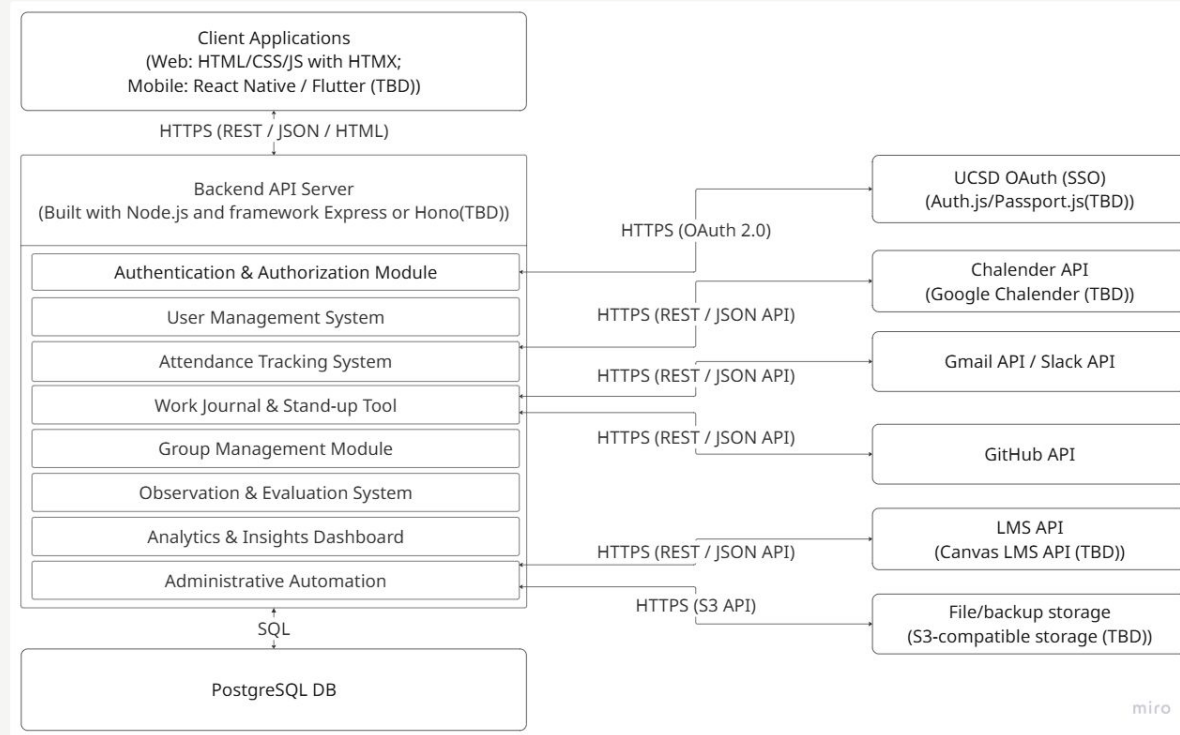 Client Applications
(Web: HTML/CSS/JS with HTMX;
Mobile: React Native / Flutter (TBD))
HTTPS (REST / JSON / HTML)
Backend API Server
(Built with Node.js and framework Express or Hono(TBD))
Authentication & Authorization Module
User Management System
Attendance Tracking System
Work Journal & Stand-up Tool
Group Management Module
Observation & Evaluation System
Analytics & Insights Dashboard
Administrative Automation
SQL
PostgreSQL DB
HTTPS (OAuth 2.0)
HTTPS (REST / JSON API)
HTTPS (REST / JSON API)
HTTPS (REST / JSON API)
HTTPS (REST / JSON API)
HTTPS (S3 API)
UCSD OAuth (SSO)
(Auth.js/Passport.js(TBD))
Chalender API
(Google Chalender (TBD))
Gmail API / Slack API
GitHub API
LMS API
(Canvas LMS API (TBD))
File/backup storage
(S3-compatible storage (TBD))
miro